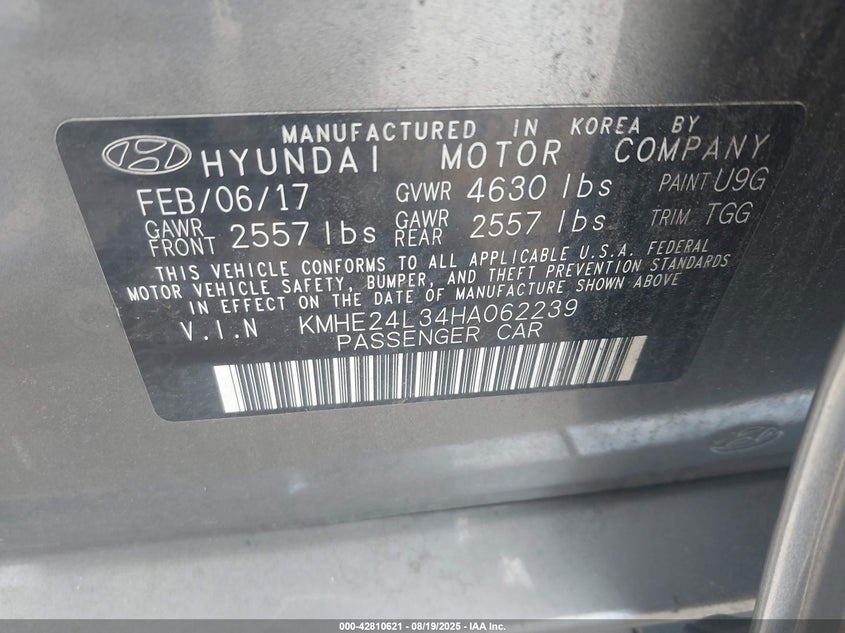 MANUFACTURED IN KOREA BY
HYUNDAI MOTOR COMPANY
FEB/06/17 GVWR 4630 lbs PAINT U9G
GAWR FRONT 2557 lbs GAWR REAR 2557 lbs TRIM TGG
THIS VEHICLE CONFORMS TO ALL APPLICABLE U.S.A. FEDERAL
MOTOR VEHICLE SAFETY, BUMPER, AND THEFT PREVENTION STANDARDS
IN EFFECT ON THE DATE OF MANUFACTURE SHOWN ABOVE
V.I.N KMHE24L34HA062239
PASSENGER CAR
000-42810621 - 08/19/2025 - IAA Inc.